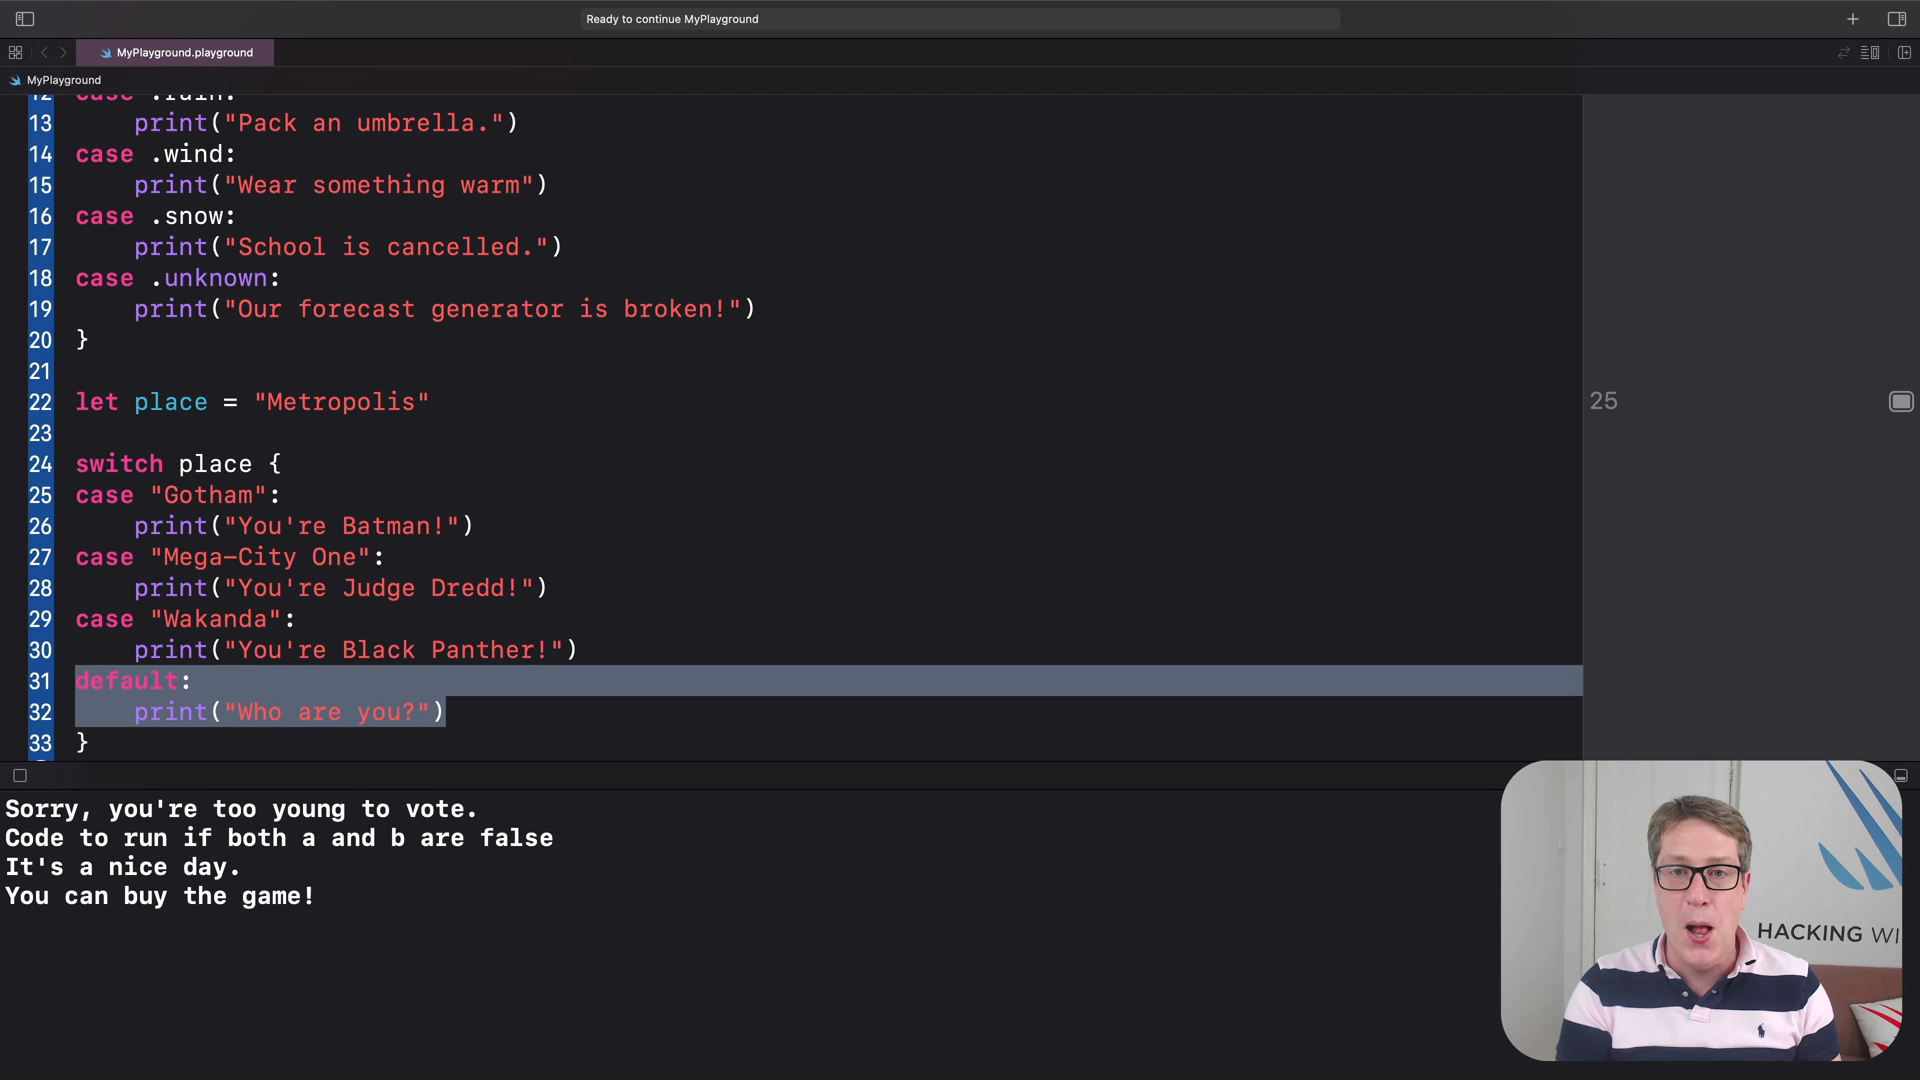 Ready to continue MyPlayground
MyPlayground.playground
MyPlayground
12 case .rain:
13 print("Pack an umbrella.")
14 case .wind:
15 print("Wear something warm")
16 case .snow:
17 print("School is cancelled.")
18 case .unknown:
19 print("Our forecast generator is broken!")
20 }
21
22 let place = "Metropolis"
25
23
24 switch place {
25 case "Gotham":
26 print("You're Batman!")
27 case "Mega-City One":
28 print("You're Judge Dredd!")
29 case "Wakanda":
30 print("You're Black Panther!")
31 default:
32 print("Who are you?")
33 }
Sorry, you're too young to vote.
Code to run if both a and b are false
It's a nice day.
You can buy the game!
HACKING WI